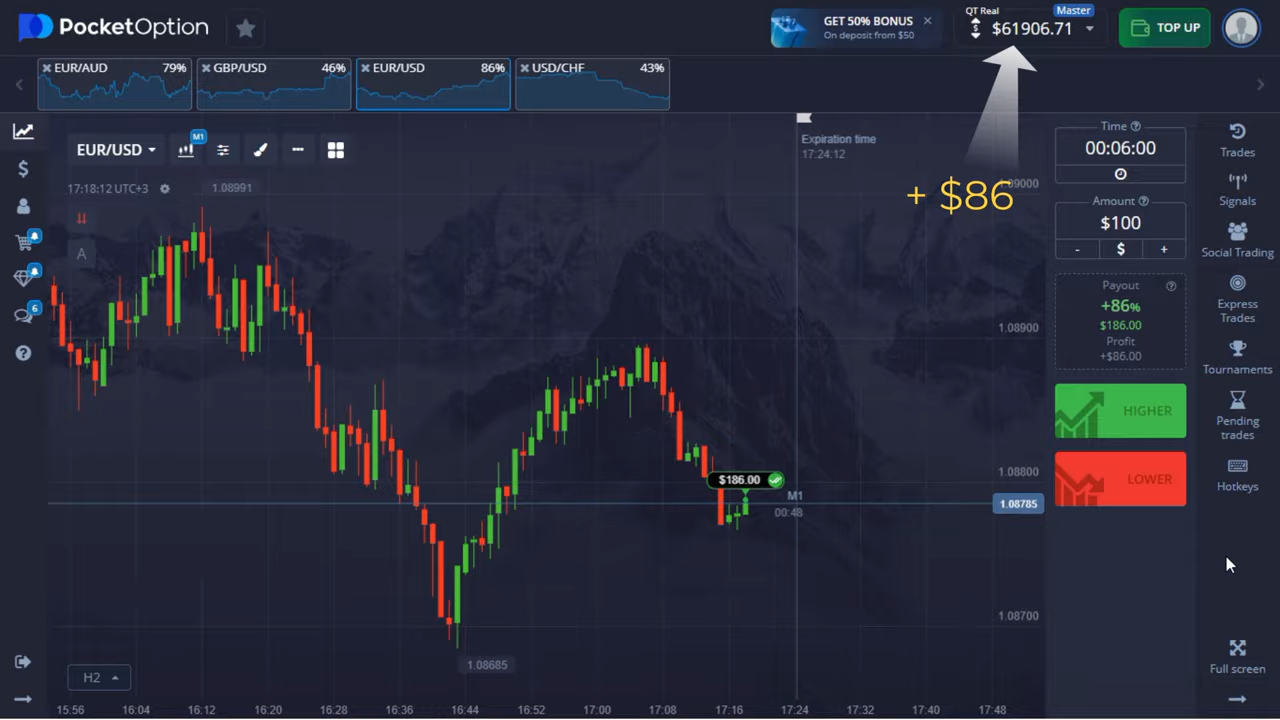 PocketOption
GET 50% BONUS
On deposit from $50
QT Real
Master
$61906.71
TOP UP
EUR/AUD 79%
GBP/USD 46%
EUR/USD 86%
USD/CHF 43%
EUR/USD
M1
17:18:12 UTC+3
1.08991
A
Expiration time
17:24:12
+ $86
1.09000
1.08900
1.08800
1.08785
1.08700
$186.00
M1
00:48
1.08685
H2
15:56 16:04 16:12 16:20 16:28 16:36 16:44 16:52 17:00 17:08 17:16 17:24 17:32 17:40 17:48
6
Time
00:06:00
Amount
$100
- $ +
Payout
+86%
$186.00
Profit
+$86.00
HIGHER
LOWER
Trades
Signals
Social Trading
Express
Trades
Tournaments
Pending
trades
Hotkeys
Full screen